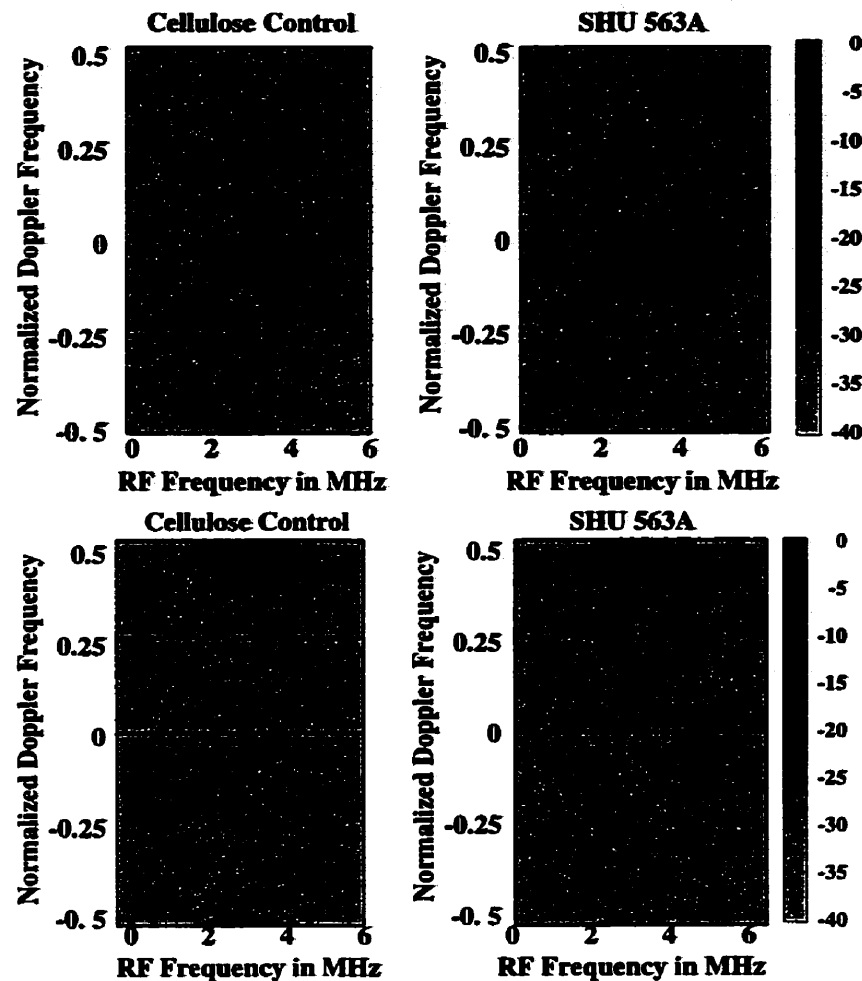 Cellulose Control
SHU 563A
Normalized Doppler Frequency
0.5
0.25
0
-0.25
-0. 5
0 2 4 6
RF Frequency in MHz
Normalized Doppler Frequency
0.5
0.25
0
-0.25
-0. 5
0 2 4 6
RF Frequency in MHz
0
-5
-10
-15
-20
-25
-30
-35
-40
Cellulose Control
SHU 563A
Normalized Doppler Frequency
0.5
0.25
0
-0.25
-0. 5
0 2 4 6
RF Frequency in MHz
Normalized Doppler Frequency
0.5
0.25
0
-0.25
-0. 5
0 2 4 6
RF Frequency in MHz
0
-5
-10
-15
-20
-25
-30
-35
-40